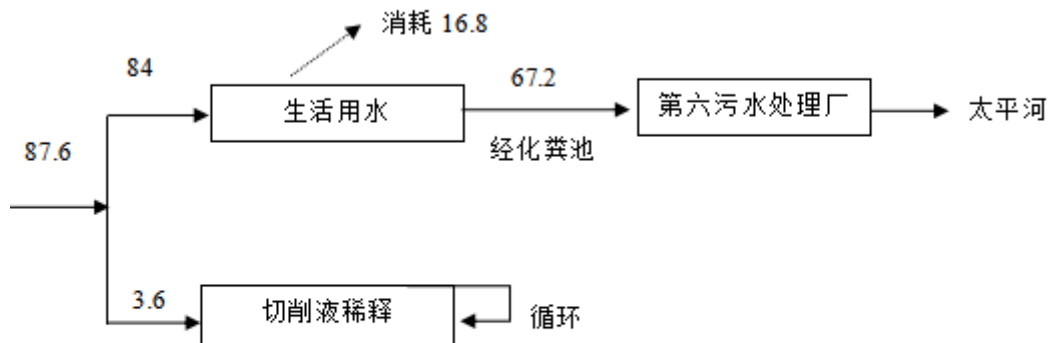 消耗 16.8
84
67.2
生活用水
第六污水处理厂
太平河
经化粪池
87.6
3.6
切削液稀释
循环